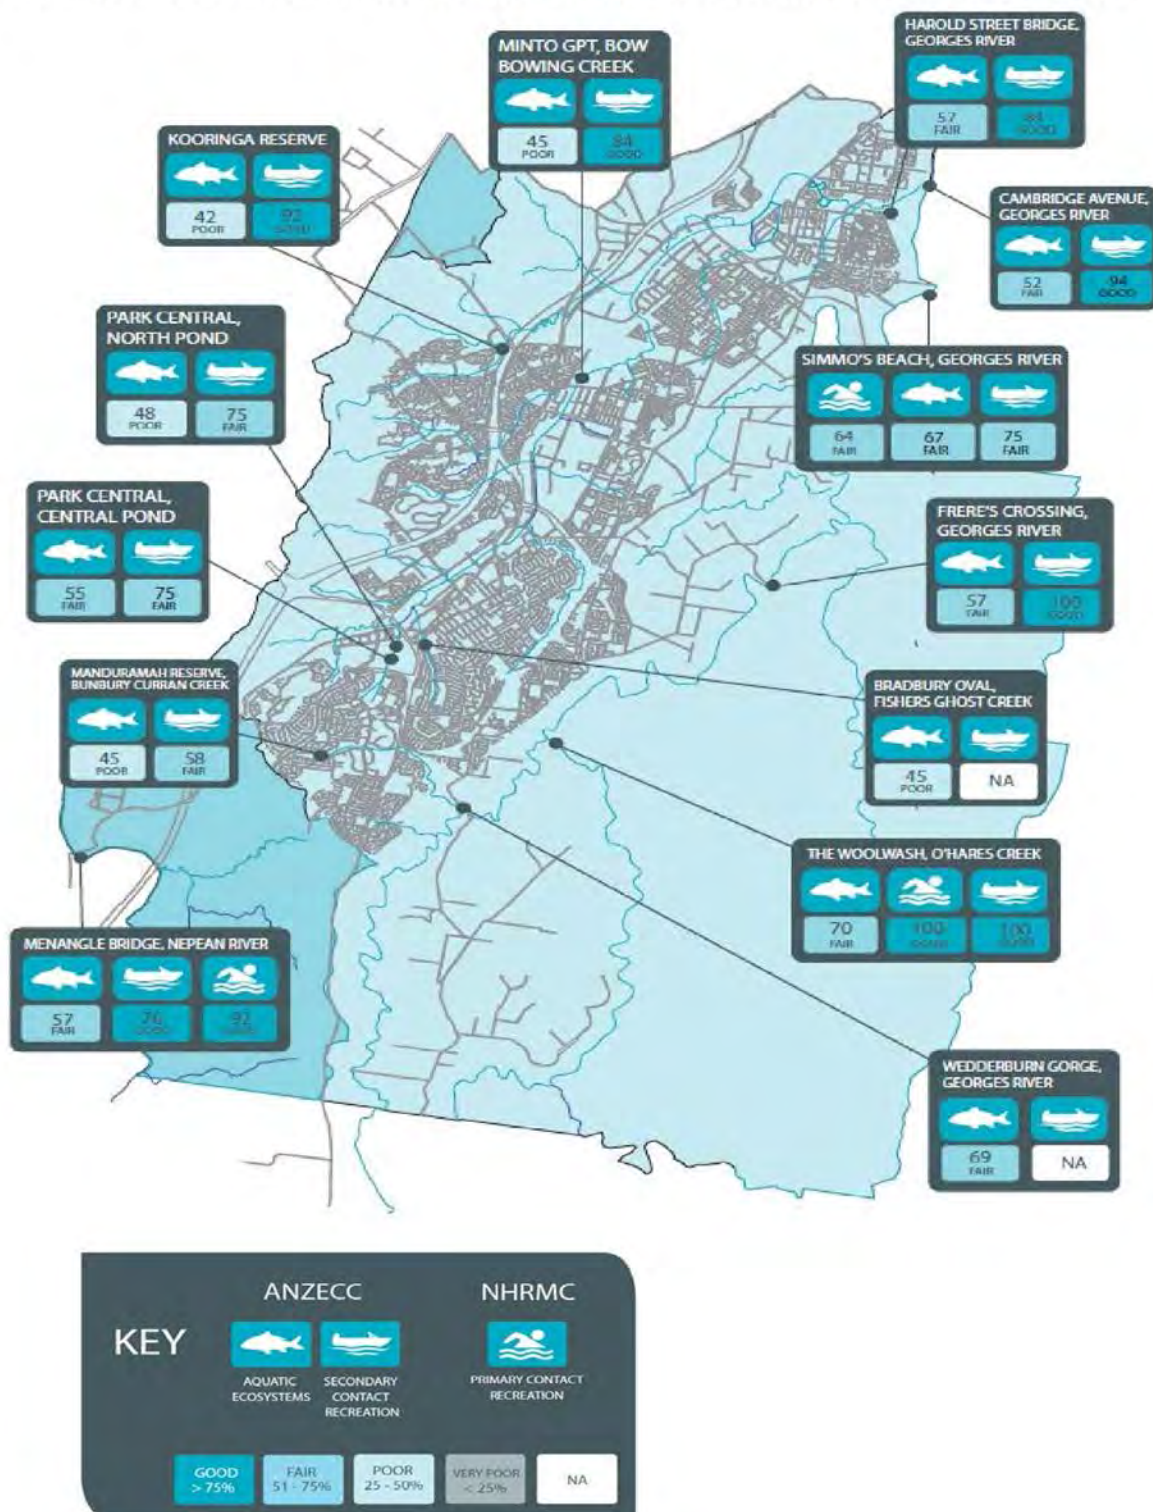 HAROLD STREET BRIDGE,
GEORGES RIVER
57
FAIR
84
GOOD
MINTO GPT, BOW
BOWING CREEK
45
POOR
84
GOOD
KOORINGA RESERVE
42
POOR
92
GOOD
CAMBRIDGE AVENUE,
GEORGES RIVER
52
FAIR
94
GOOD
PARK CENTRAL,
NORTH POND
48
POOR
75
FAIR
SIMMO'S BEACH, GEORGES RIVER
64
FAIR
67
FAIR
75
FAIR
PARK CENTRAL,
CENTRAL POND
55
FAIR
75
FAIR
FRERE'S CROSSING,
GEORGES RIVER
57
FAIR
100
GOOD
MANDURAMAH RESERVE,
BUNBURY CURRAN CREEK
45
POOR
58
FAIR
BRADBURY OVAL,
FISHERS GHOST CREEK
45
POOR
NA
THE WOOLWASH, O'HARES CREEK
70
FAIR
100
GOOD
100
GOOD
MENANGLE BRIDGE, NEPEAN RIVER
57
FAIR
76
GOOD
92
GOOD
WEDDERBURN GORGE,
GEORGES RIVER
69
FAIR
NA
KEY
ANZECC
NHRMC
AQUATIC
ECOSYSTEMS
SECONDARY
CONTACT
RECREATION
PRIMARY CONTACT
RECREATION
GOOD
> 75%
FAIR
51 - 75%
POOR
25 - 50%
VERY POOR
< 25%
NA